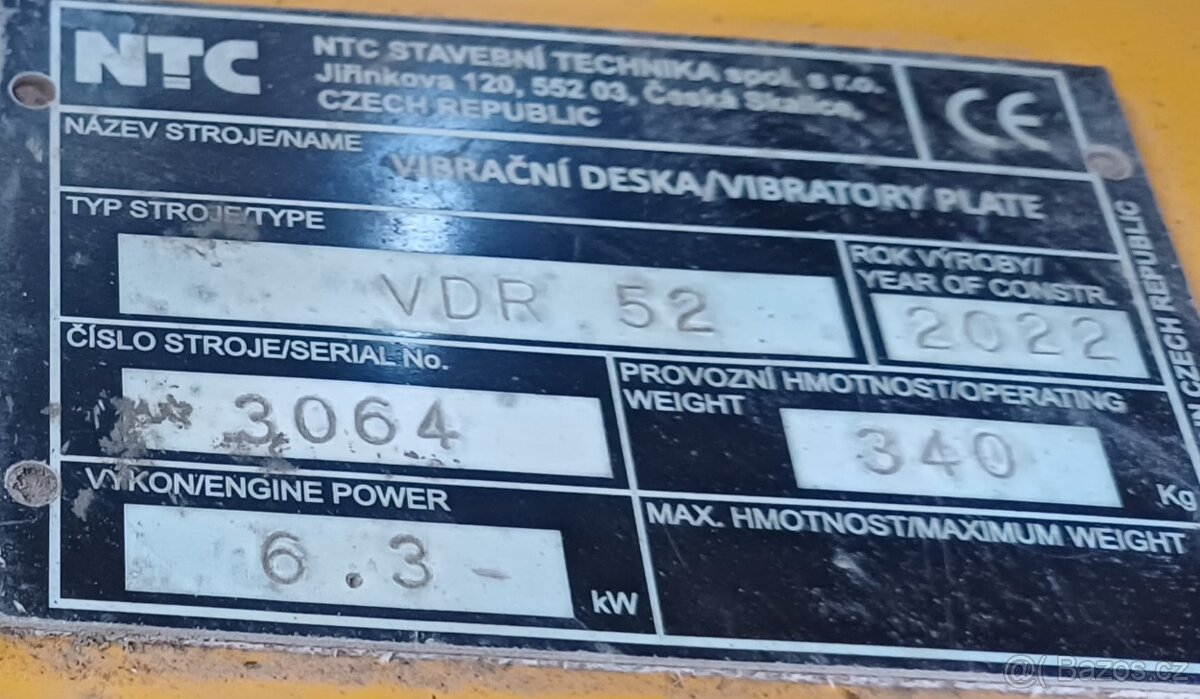 NTC
NTC STAVEBNÍ TECHNIKA spol. s r.o.
Jiřinkova 120, 552 03, Česká Skalice,
CZECH REPUBLIC
CE
NÁZEV STROJE/NAME
VIBRAČNÍ DESKA/VIBRATORY PLATE
TYP STROJE/TYPE
VDR 52
ROK VÝROBY/
YEAR OF CONSTR.
2022
ČÍSLO STROJE/SERIAL No.
3064
PROVOZNÍ HMOTNOST/OPERATING
WEIGHT
340
Kg
VÝKON/ENGINE POWER
6.3-
kW
MAX. HMOTNOST/MAXIMUM WEIGHT
CZECH REPUBLIC
Bazos.cz